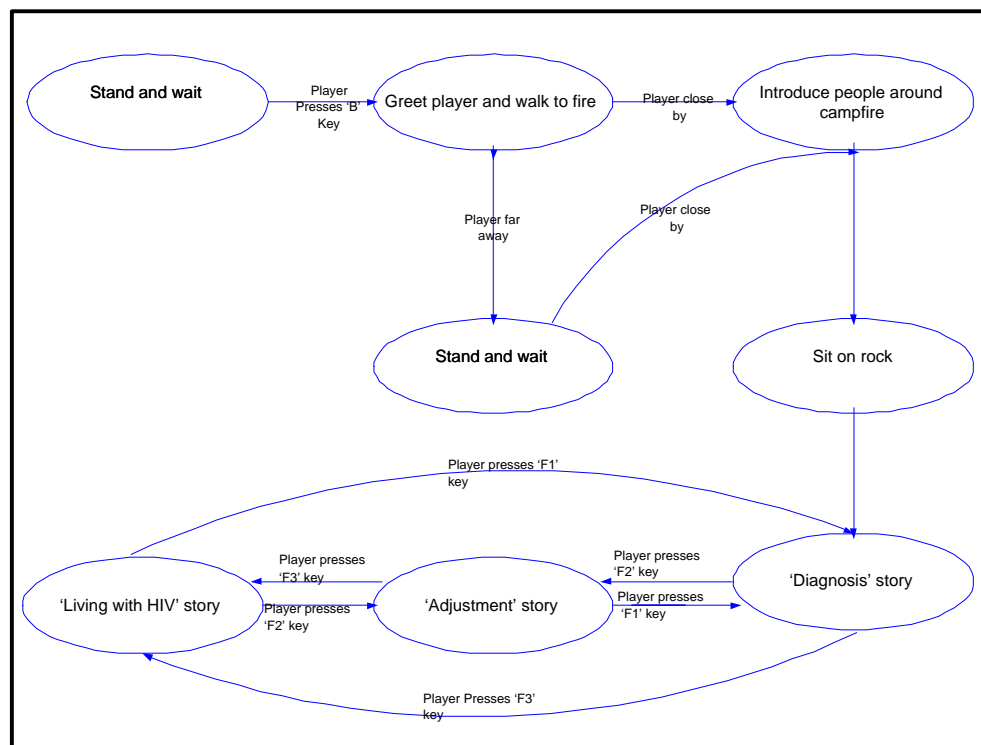 Stand and wait
Player
Presses ‘B’
Key
Greet player and walk to fire
Player close
by
Introduce people around
campfire
Player far
away
Player close
by
Stand and wait
Sit on rock
Player presses ‘F1’
key
Player presses
‘F3’ key
Player presses
‘F2’ key
‘Living with HIV’ story
Player presses
‘F2’ key
‘Adjustment’ story
Player presses
‘F1’ key
‘Diagnosis’ story
Player Presses ‘F3’
key